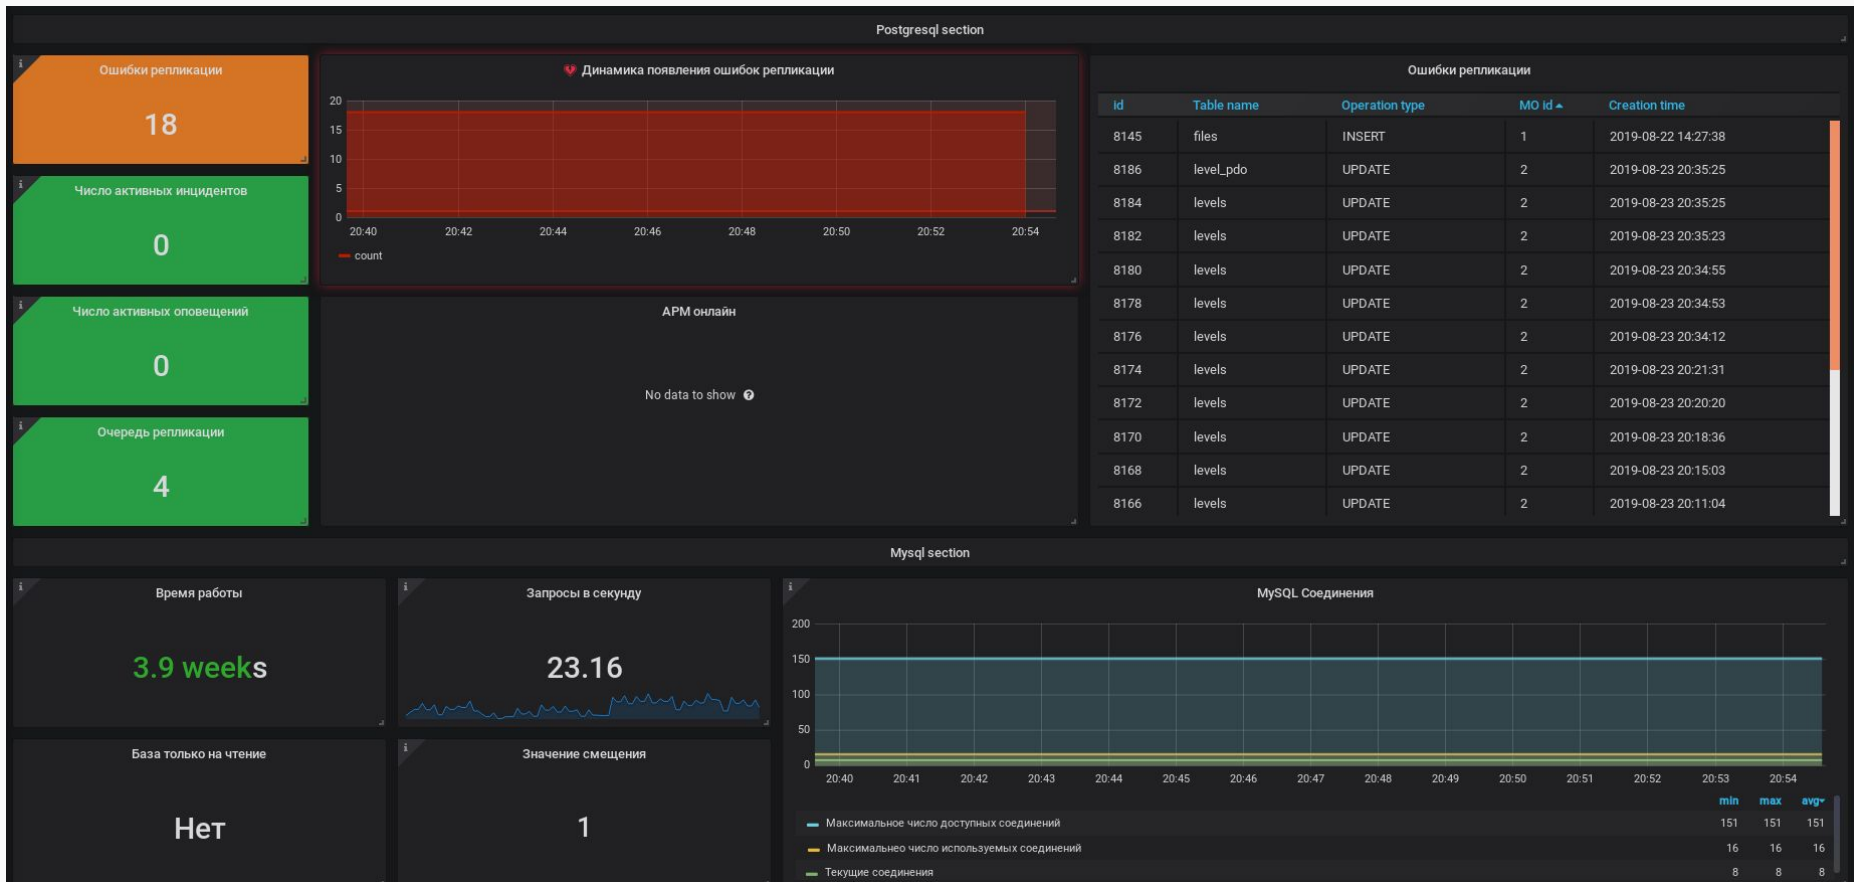 Postgresql section
Ошибки репликации
18
Число активных инцидентов
0
Число активных оповещений
0
Очередь репликации
4
Динамика появления ошибок репликации
20
15
10
5
0
20:40 20:42 20:44 20:46 20:48 20:50 20:52 20:54
count
АРМ онлайн
No data to show
Ошибки репликации
id Table name Operation type MO id Creation time
8145 files INSERT 1 2019-08-22 14:27:38
8186 level_pdo UPDATE 2 2019-08-23 20:35:25
8184 levels UPDATE 2 2019-08-23 20:35:25
8182 levels UPDATE 2 2019-08-23 20:35:23
8180 levels UPDATE 2 2019-08-23 20:34:55
8178 levels UPDATE 2 2019-08-23 20:34:53
8176 levels UPDATE 2 2019-08-23 20:34:12
8174 levels UPDATE 2 2019-08-23 20:21:31
8172 levels UPDATE 2 2019-08-23 20:20:20
8170 levels UPDATE 2 2019-08-23 20:18:36
8168 levels UPDATE 2 2019-08-23 20:15:03
8166 levels UPDATE 2 2019-08-23 20:11:04
Mysql section
Время работы
3.9 weeks
Запросы в секунду
23.16
База только на чтение
Нет
Значение смещения
1
MySQL Соединения
200
150
100
50
0
20:40 20:41 20:42 20:43 20:44 20:45 20:46 20:47 20:48 20:49 20:50 20:51 20:52 20:53 20:54
min max avg
Максимальное число доступных соединений 151 151 151
Максимальнео число используемых соединений 16 16 16
Текущие соединения 8 8 8